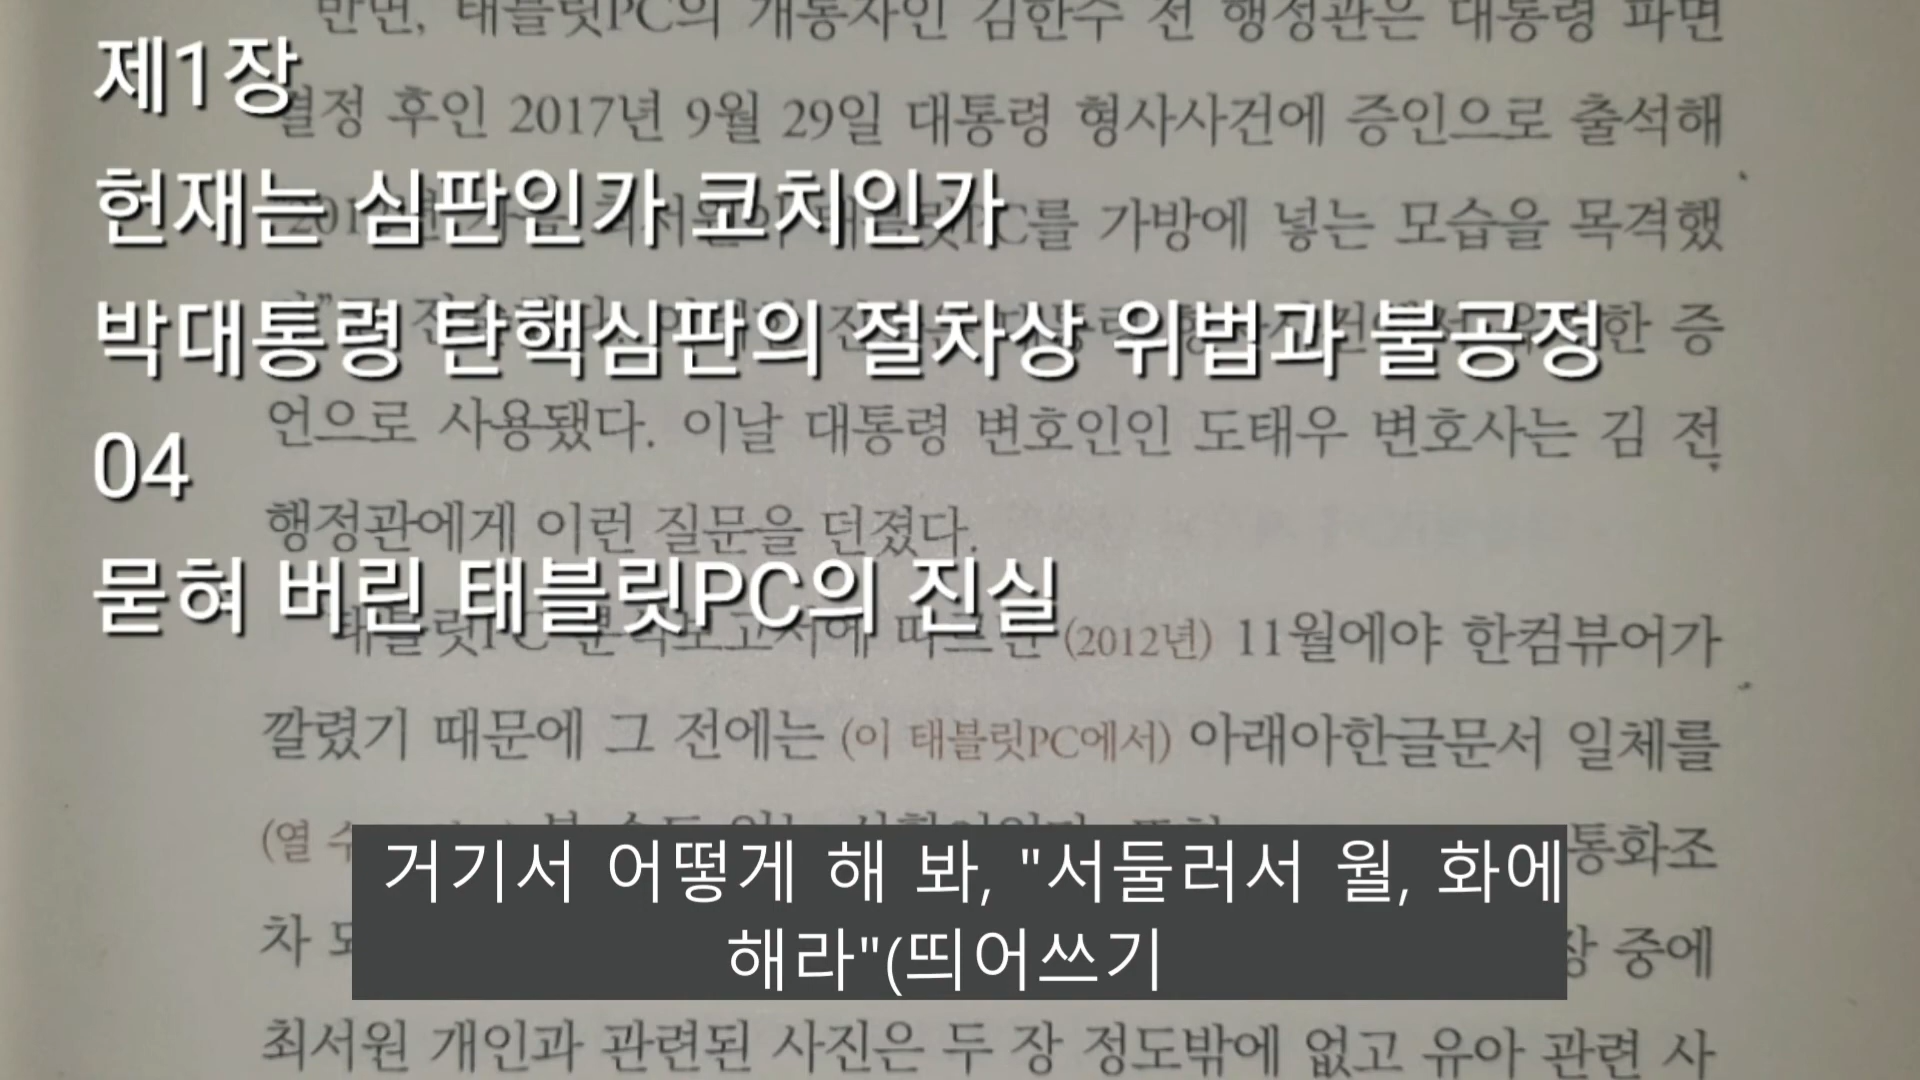 반면, 태블릿PC의 개통자인 김한수 전 행정관은 대통령 파면
제1장
결정 후인 2017년 9월 29일 대통령 형사사건에 증인으로 출석해
헌재는 심판인가 코치인가
를 가방에 넣는 모습을 목격했
박대통령 탄핵심판의 절차상 위법과 불공정
한 증
04
언으로 사용됐다. 이날 대통령 변호인인 도태우 변호사는 김 전
행정관에게 이런 질문을 던졌다.
묻혀 버린 태블릿PC의 진실
(2012년) 11월에야 한컴뷰어가
깔렸기 때문에 그 전에는 (이 태블릿PC에서) 아래아한글문서 일체를
(열 수
통화조
거기서 어떻게 해 봐, "서둘러서 월, 화에
해라"(띄어쓰기
차
중에
최서원 개인과 관련된 사진은 두 장 정도밖에 없고 유아 관련 사